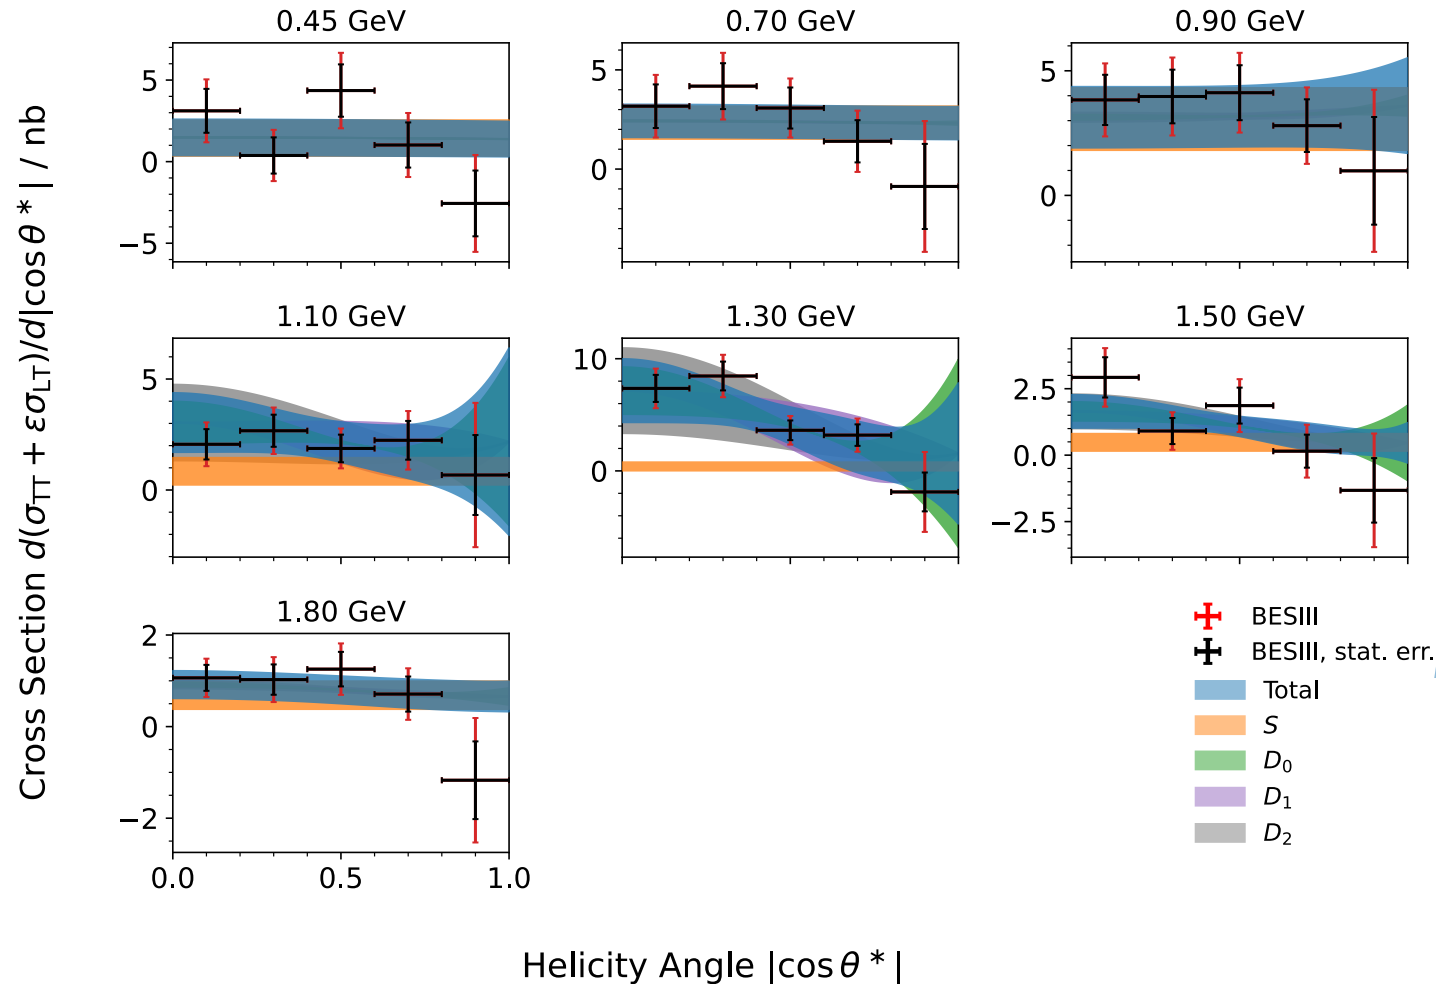 0.45 GeV
0.70 GeV
0.90 GeV
5
0
−5
5
0
5
0
Cross Section d(σTT + εσLT)/d|cos θ *| / nb
1.10 GeV
1.30 GeV
1.50 GeV
5
0
10
0
2.5
0.0
−2.5
1.80 GeV
2
0
−2
0.0 0.5 1.0
BESIII
BESIII, stat. err.
Total
S
D₀
D₁
D₂
Helicity Angle |cos θ *|